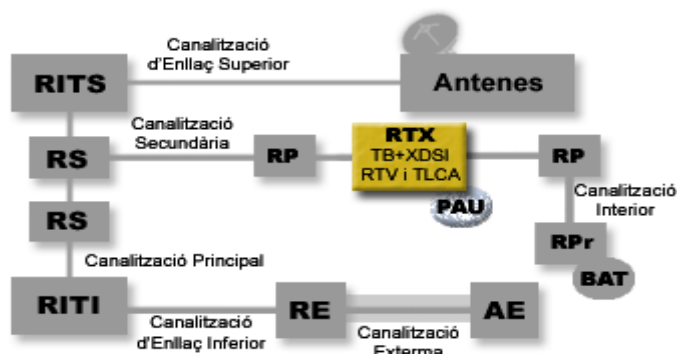 Canalització
d'Enllaç Superior
RITS
Antenes
Canalització
Secundària
RS
RP
RTX
TB+XDSI
RTV i TLCA
RP
PAU
Canalització
Interior
RS
RPr
BAT
Canalització Principal
RITI
RE
AE
Canalització
d'Enllaç Inferior
Canalització
Exterma